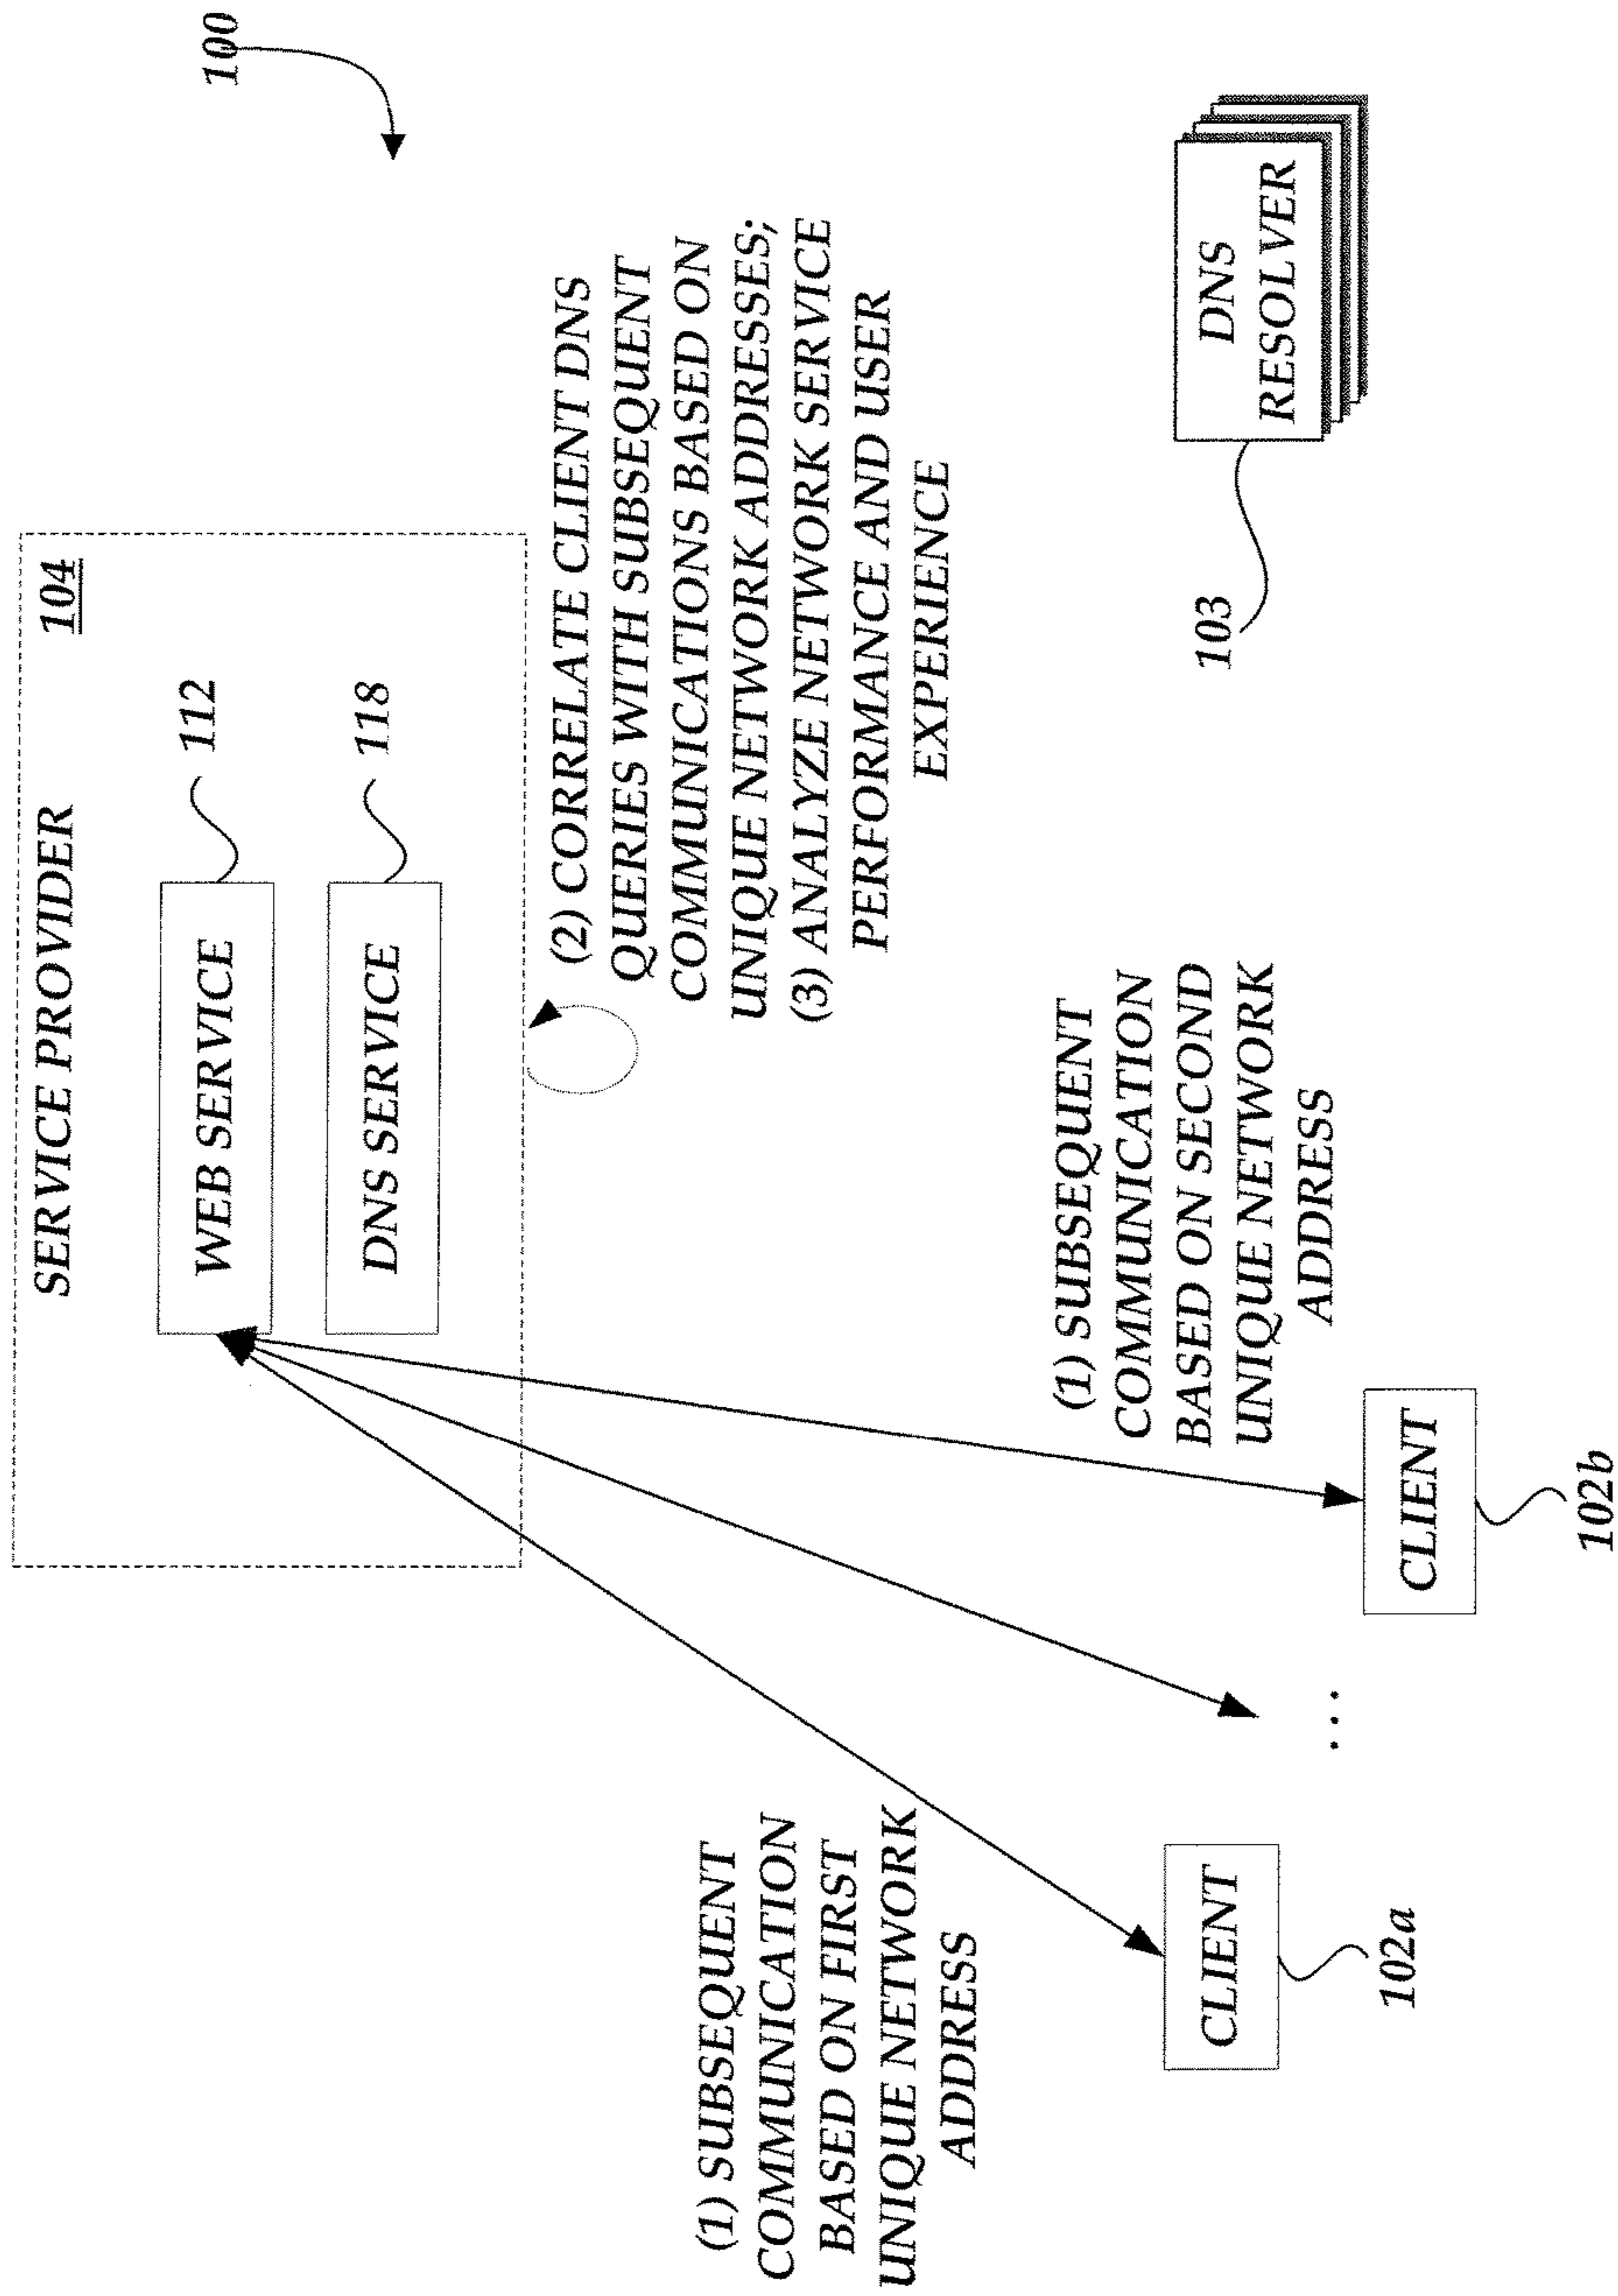 100
SERVICE PROVIDER
104
WEB SERVICE
112
DNS SERVICE
118
(2) CORRELATE CLIENT DNS
QUERIES WITH SUBSEQUENT
COMMUNICATIONS BASED ON
UNIQUE NETWORK ADDRESSES;
(3) ANALYZE NETWORK SERVICE
PERFORMANCE AND USER
EXPERIENCE
(1) SUBSEQUENT
COMMUNICATION
BASED ON FIRST
UNIQUE NETWORK
ADDRESS
(1) SUBSEQUENT
COMMUNICATION
BASED ON SECOND
UNIQUE NETWORK
ADDRESS
CLIENT
102a
...
CLIENT
102b
DNS
RESOLVER
103